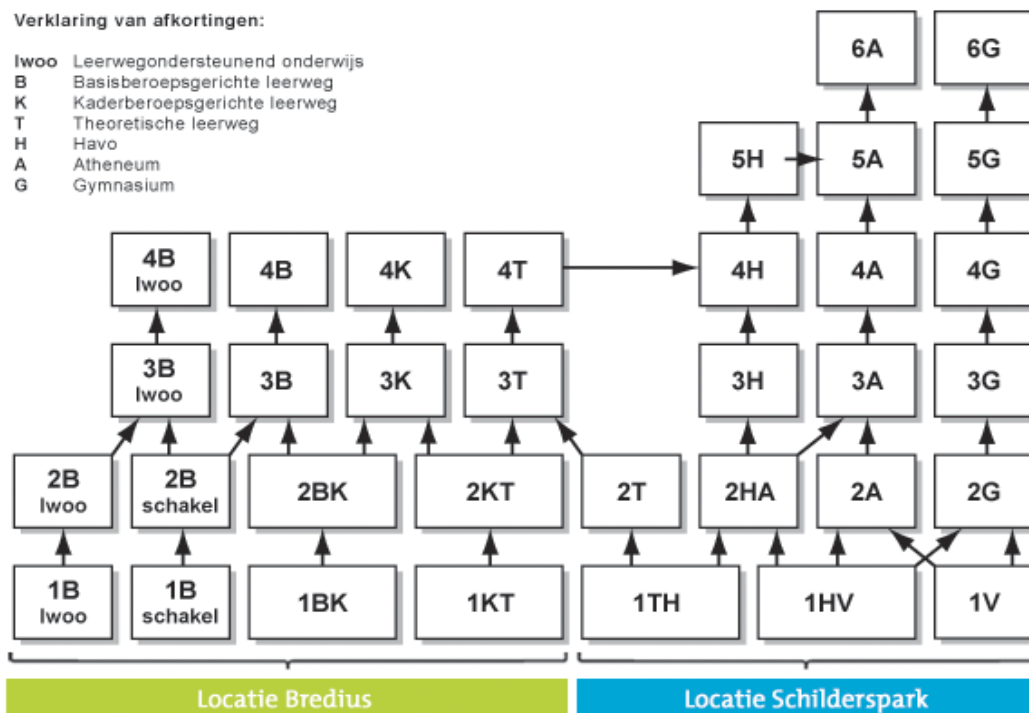 Verklaring van afkortingen:
lwoo Leerwegondersteunend onderwijs
B Basisberoepsgerichte leerweg
K Kaderberoepsgerichte leerweg
T Theoretische leerweg
H Havo
A Atheneum
G Gymnasium
6A 6G
5H 5A 5G
4B 4B 4K 4T 4H 4A 4G
lwoo
3B 3B 3K 3T 3H 3A 3G
lwoo
2B 2B 2BK 2KT 2T 2HA 2A 2G
lwoo schakel
1B 1B 1BK 1KT 1TH 1HV 1V
lwoo schakel
Locatie Bredius Locatie Schilderspark